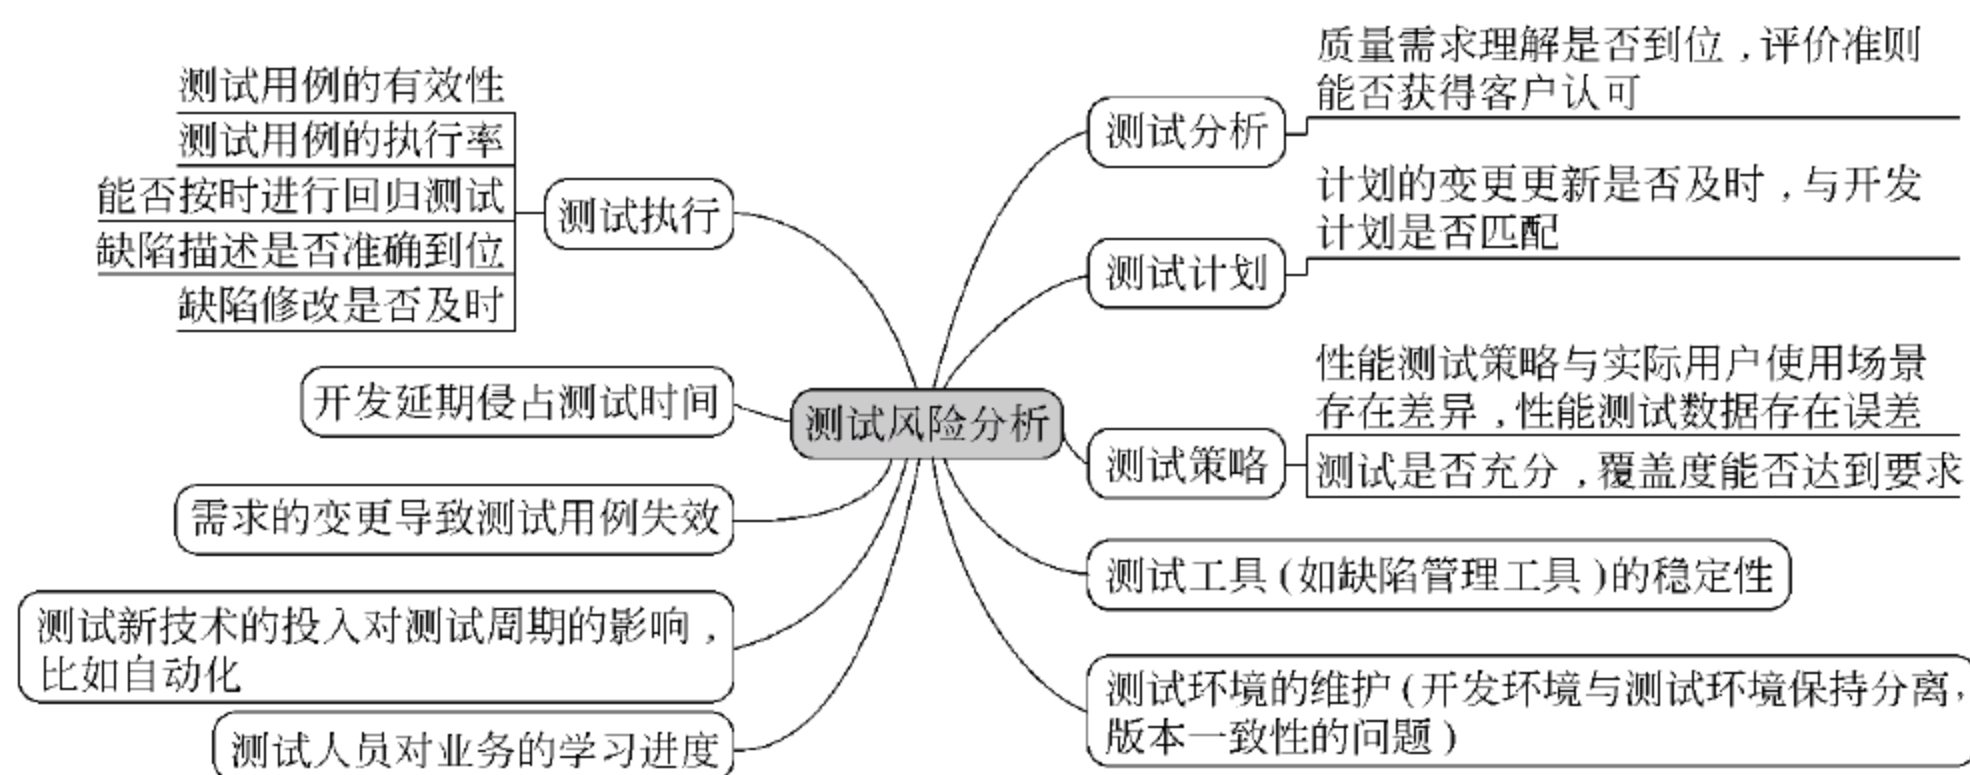 测试风险分析
测试分析
质量需求理解是否到位,评价准则
能否获得客户认可
测试计划
计划的变更更新是否及时,与开发
计划是否匹配
测试策略
性能测试策略与实际用户使用场景
存在差异,性能测试数据存在误差
测试是否充分,覆盖度能否达到要求
测试工具(如缺陷管理工具)的稳定性
测试环境的维护(开发环境与测试环境保持分离,
版本一致性的问题)
测试执行
测试用例的有效性
测试用例的执行率
能否按时进行回归测试
缺陷描述是否准确到位
缺陷修改是否及时
开发延期侵占测试时间
需求的变更导致测试用例失效
测试新技术的投入对测试周期的影响,
比如自动化
测试人员对业务的学习进度